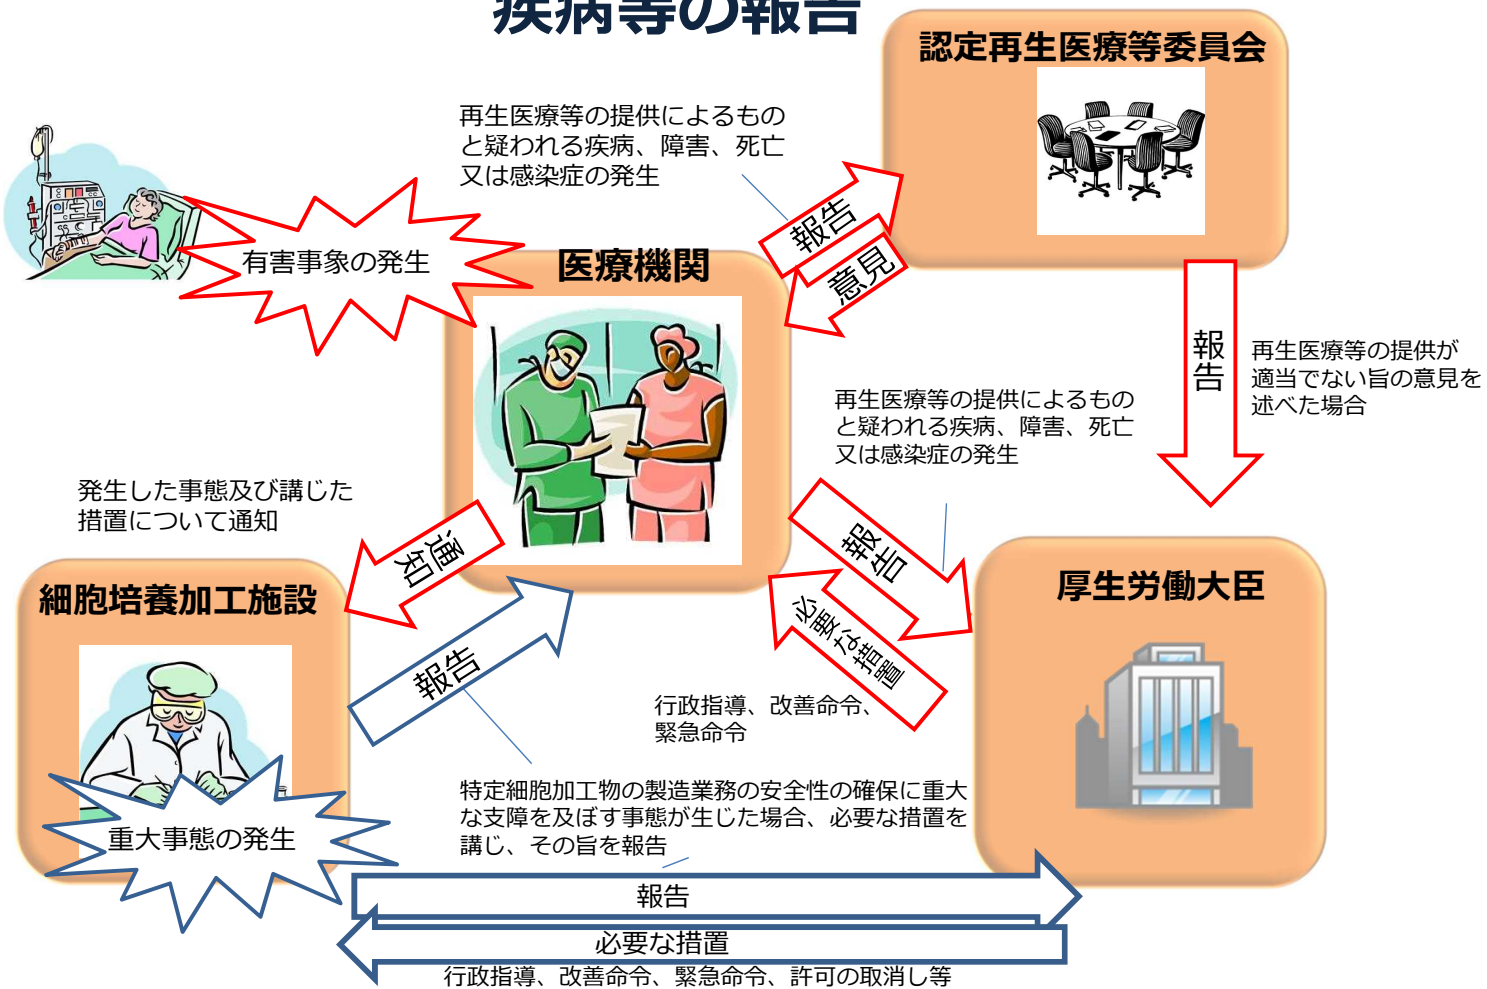 疾病等の報告
認定再生医療等委員会
再生医療等の提供によるもの
と疑われる疾病、障害、死亡
又は感染症の発生
報告
意見
有害事象の発生
医療機関
報告
再生医療等の提供が
適当でない旨の意見を
述べた場合
再生医療等の提供によるもの
と疑われる疾病、障害、死亡
又は感染症の発生
発生した事態及び講じた
措置について通知
通知
報告
必要な措置
厚生労働大臣
細胞培養加工施設
報告
行政指導、改善命令、
緊急命令
特定細胞加工物の製造業務の安全性の確保に重大
な支障を及ぼす事態が生じた場合、必要な措置を
講じ、その旨を報告
重大事態の発生
報告
必要な措置
行政指導、改善命令、緊急命令、許可の取消し等